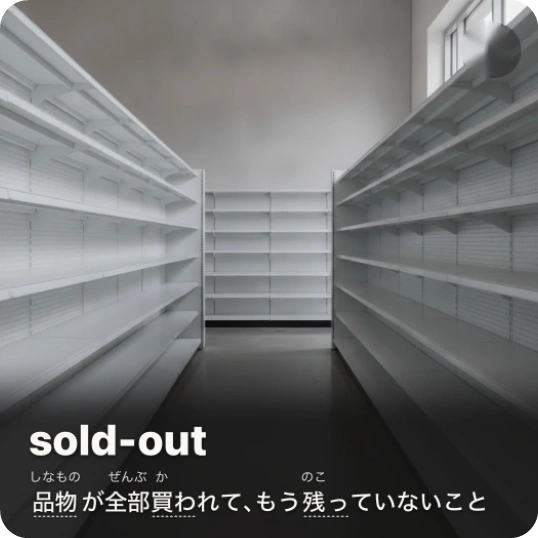 sold-out
しなもの ぜんぶ か のこ
品物が全部買われて、もう残っていないこと